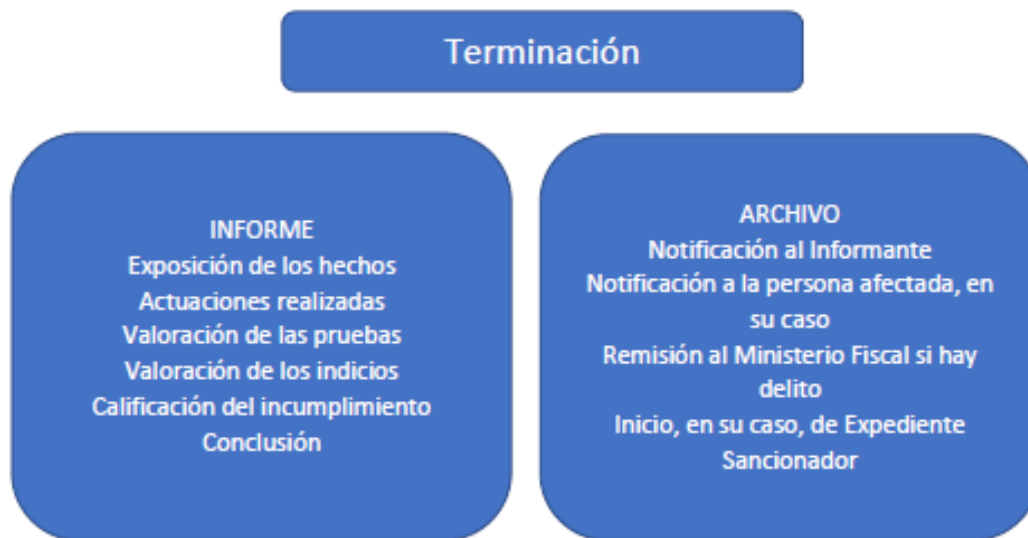 Terminación
INFORME
Exposición de los hechos
Actuaciones realizadas
Valoración de las pruebas
Valoración de los indicios
Calificación del incumplimiento
Conclusión
ARCHIVO
Notificación al Informante
Notificación a la persona afectada, en
su caso
Remisión al Ministerio Fiscal si hay
delito
Inicio, en su caso, de Expediente
Sancionador